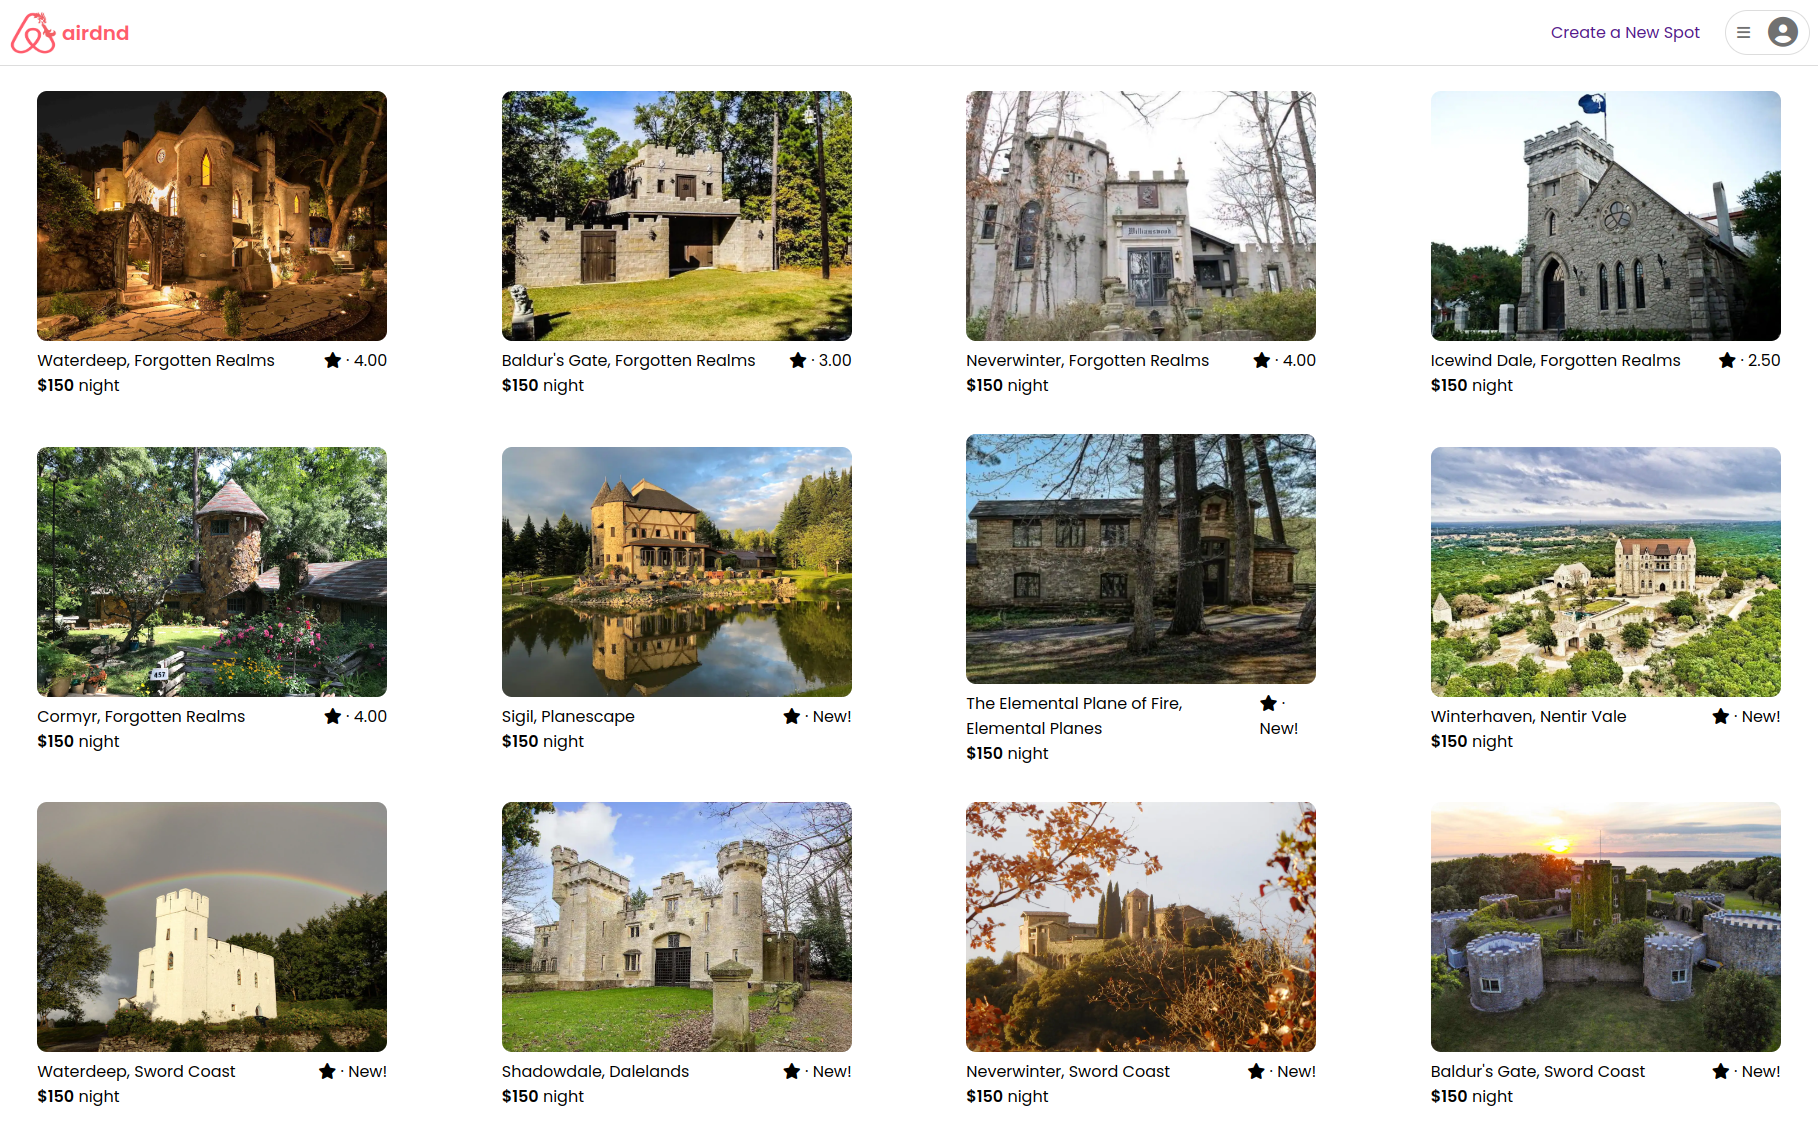 airdnd
Create a New Spot
Williamswood
Waterdeep, Forgotten Realms ★ · 4.00
$150 night
Baldur's Gate, Forgotten Realms ★ · 3.00
$150 night
Neverwinter, Forgotten Realms ★ · 4.00
$150 night
Icewind Dale, Forgotten Realms ★ · 2.50
$150 night
457
Cormyr, Forgotten Realms ★ · 4.00
$150 night
Sigil, Planescape ★ · New!
$150 night
The Elemental Plane of Fire, ★ ·
Elemental Planes New!
$150 night
Winterhaven, Nentir Vale ★ · New!
$150 night
Waterdeep, Sword Coast ★ · New!
$150 night
Shadowdale, Dalelands ★ · New!
$150 night
Neverwinter, Sword Coast ★ · New!
$150 night
Baldur's Gate, Sword Coast ★ · New!
$150 night